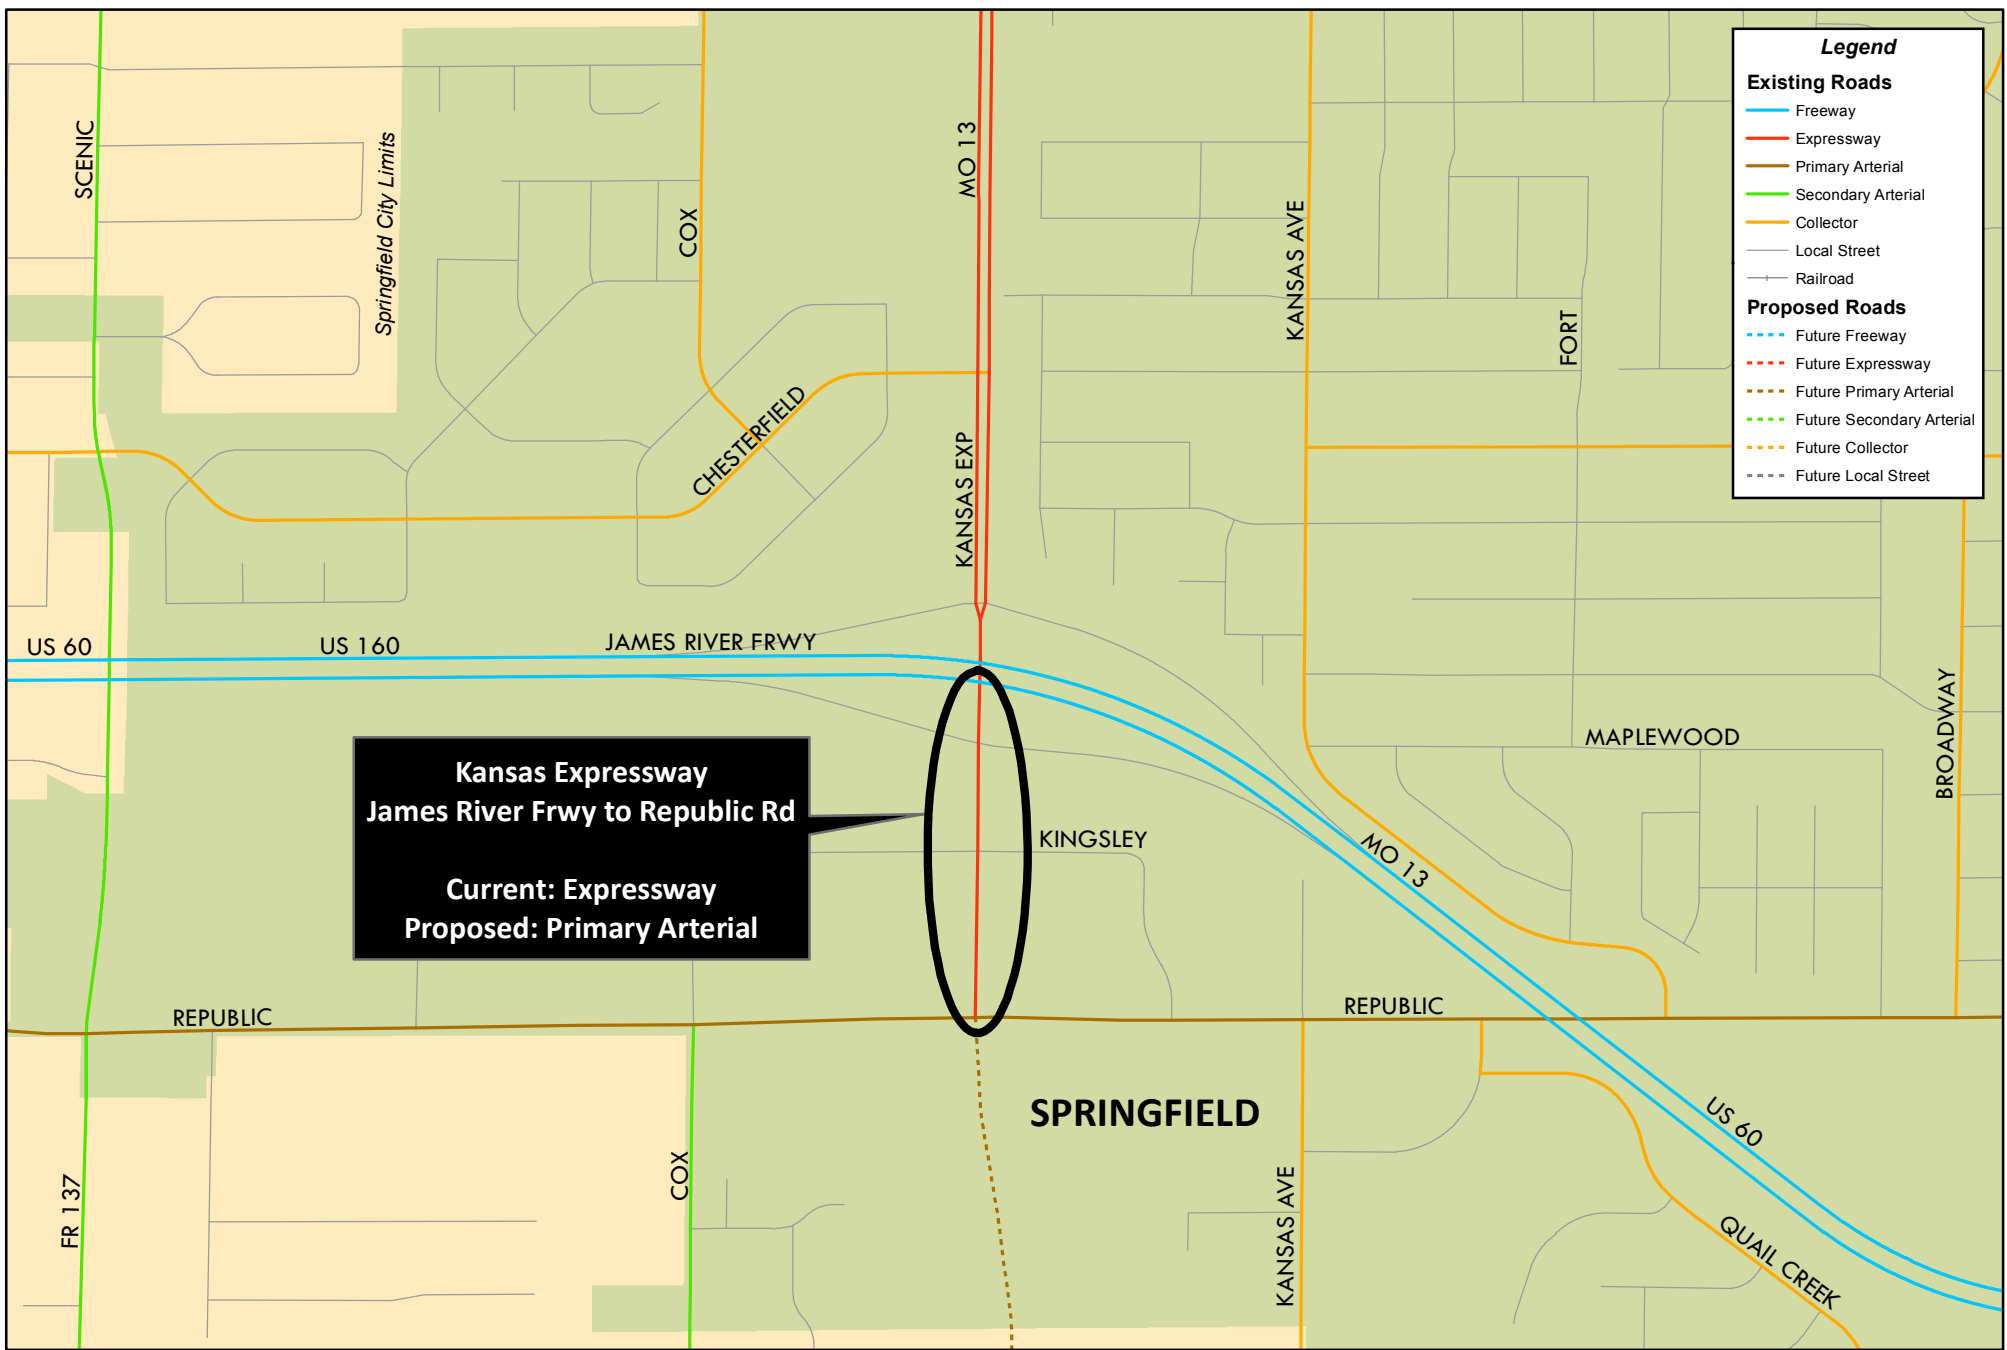 Legend
Existing Roads
Freeway
Expressway
Primary Arterial
Secondary Arterial
Collector
Local Street
Railroad
Proposed Roads
Future Freeway
Future Expressway
Future Primary Arterial
Future Secondary Arterial
Future Collector
Future Local Street
SCENIC
Springfield City Limits
COX
MO 13
KANSAS AVE
FORT
CHESTERFIELD
KANSAS EXP
US 60
US 160
JAMES RIVER FRWY
MAPLEWOOD
BROADWAY
Kansas Expressway
James River Frwy to Republic Rd
Current: Expressway
Proposed: Primary Arterial
KINGSLEY
MO 13
REPUBLIC
REPUBLIC
SPRINGFIELD
US 60
FR 137
COX
KANSAS AVE
QUAIL CREEK